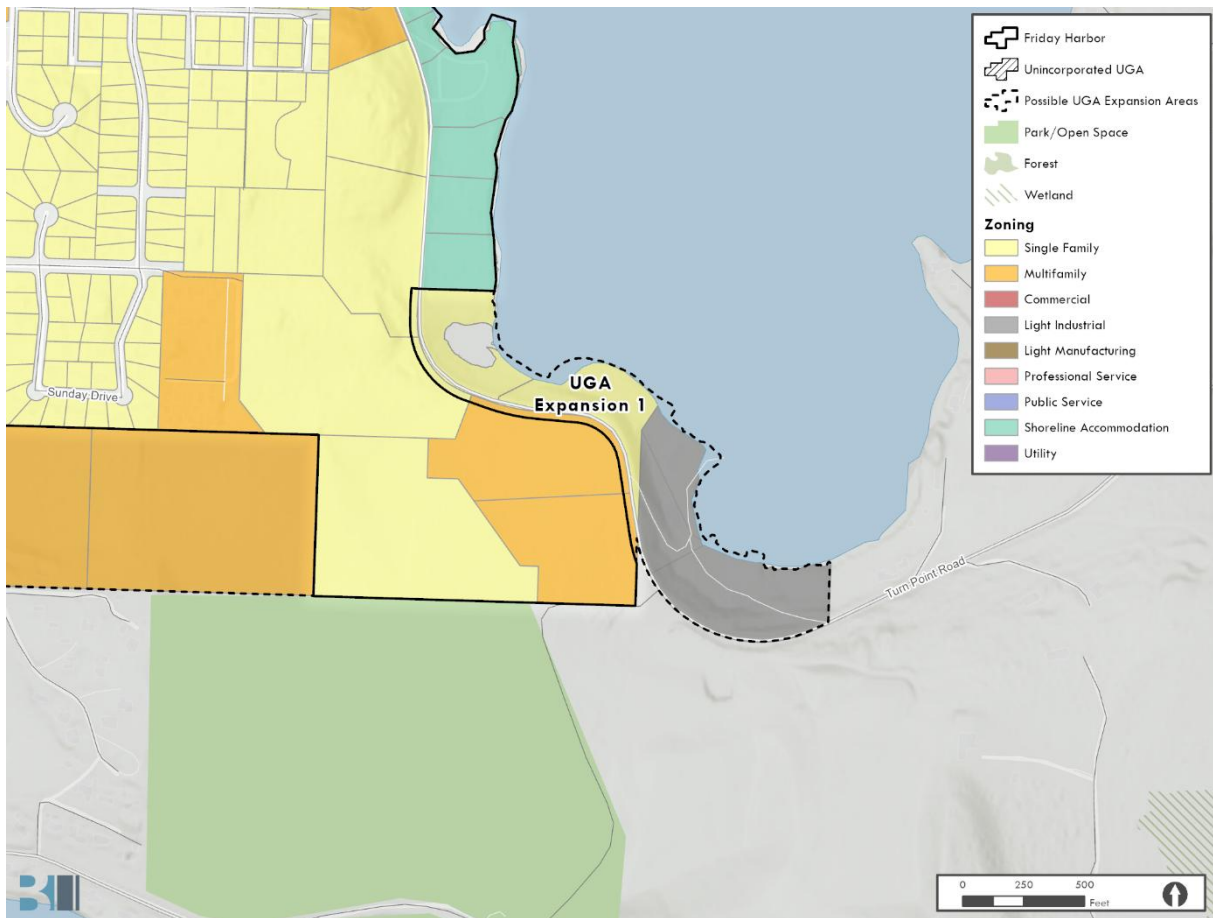 Friday Harbor
Unincorporated UGA
Possible UGA Expansion Areas
Park/Open Space
Forest
Wetland
Zoning
Single Family
Multifamily
Commercial
Light Industrial
Light Manufacturing
Professional Service
Public Service
Shoreline Accommodation
Utility
UGA
Expansion 1
Sunday Drive
Turn Point Road
0 250 500
Feet